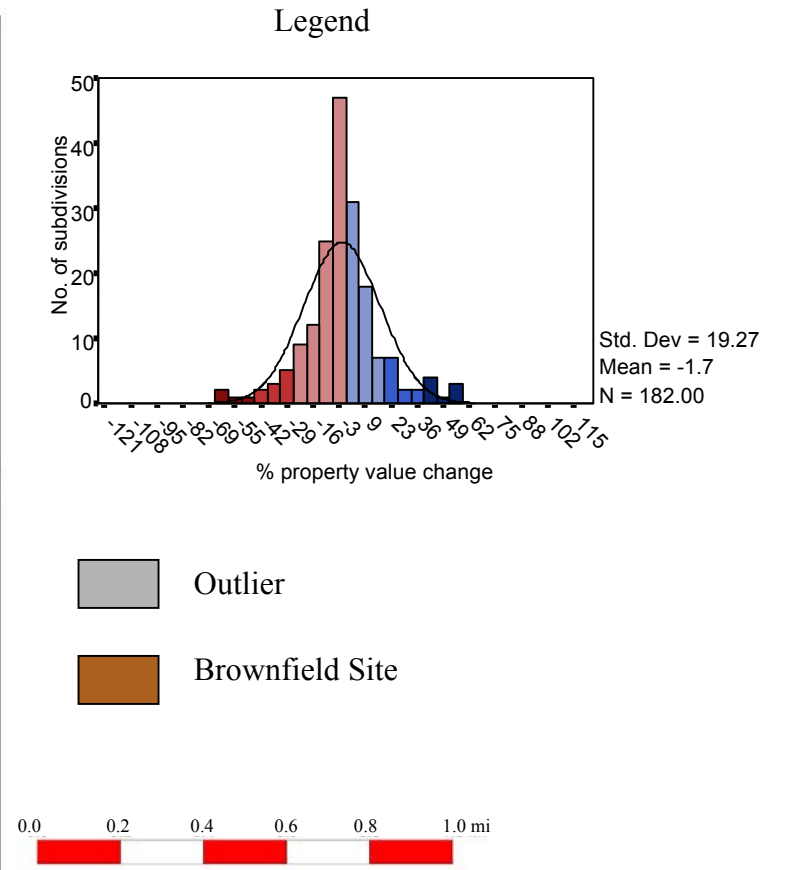 Legend
50
40
30
20
10
0
No. of subdivisions
-121 -108 -95 -82 -69 -55 -42 -29 -16 -3 9 23 36 49 62 75 88 102 115
% property value change
Std. Dev = 19.27
Mean = -1.7
N = 182.00
Outlier
Brownfield Site
0.0 0.2 0.4 0.6 0.8 1.0 mi